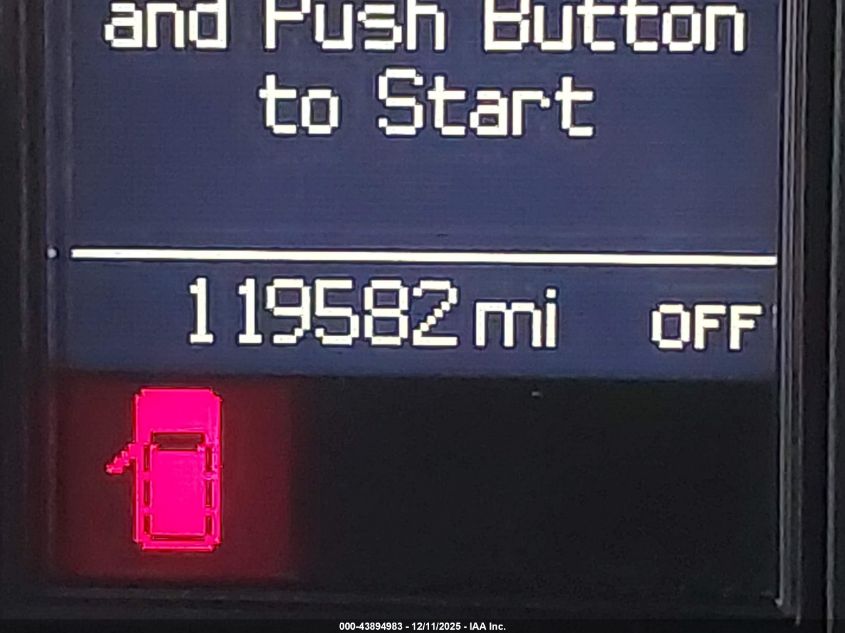 and Push Button
to Start
119582 mi OFF
000-43894983 - 12/11/2025 - IAA Inc.